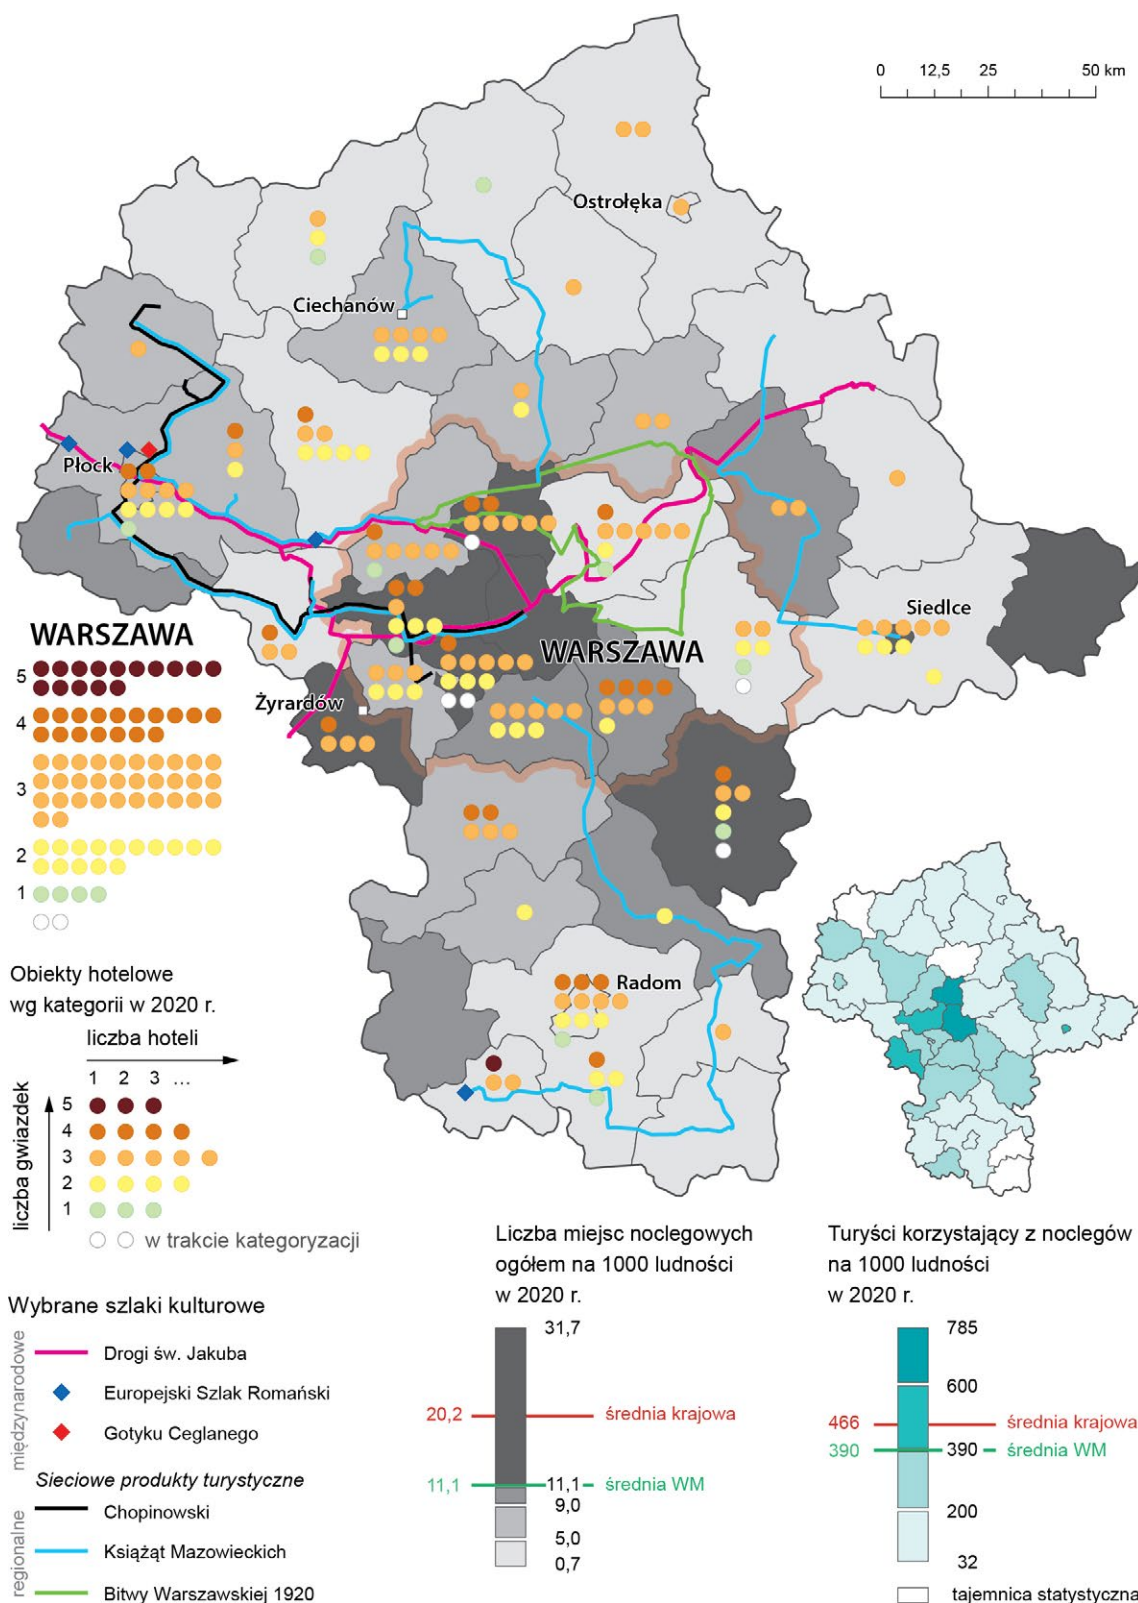 0 12,5 25 50 km
Ostrołęka
Ciechanów
Płock
Siedlce
WARSZAWA
WARSZAWA
Żyrardów
5
4
3
2
1
Radom
Obiekty hotelowe
wg kategorii w 2020 r.
liczba hoteli
1 2 3 ...
liczba gwiazdek
5
4
3
2
1
w trakcie kategoryzacji
Wybrane szlaki kulturowe
międzynarodowe
Drogi św. Jakuba
Europejski Szlak Romański
Gotyku Ceglanego
Sieciowe produkty turystyczne
regionalne
Chopinowski
Książąt Mazowieckich
Bitwy Warszawskiej 1920
Liczba miejsc noclegowych
ogółem na 1000 ludności
w 2020 r.
31,7
20,2 średnia krajowa
11,1 11,1 średnia WM
9,0
5,0
0,7
Turyści korzystający z noclegów
na 1000 ludności
w 2020 r.
785
600
466 średnia krajowa
390 390 średnia WM
200
32
tajemnica statystyczna